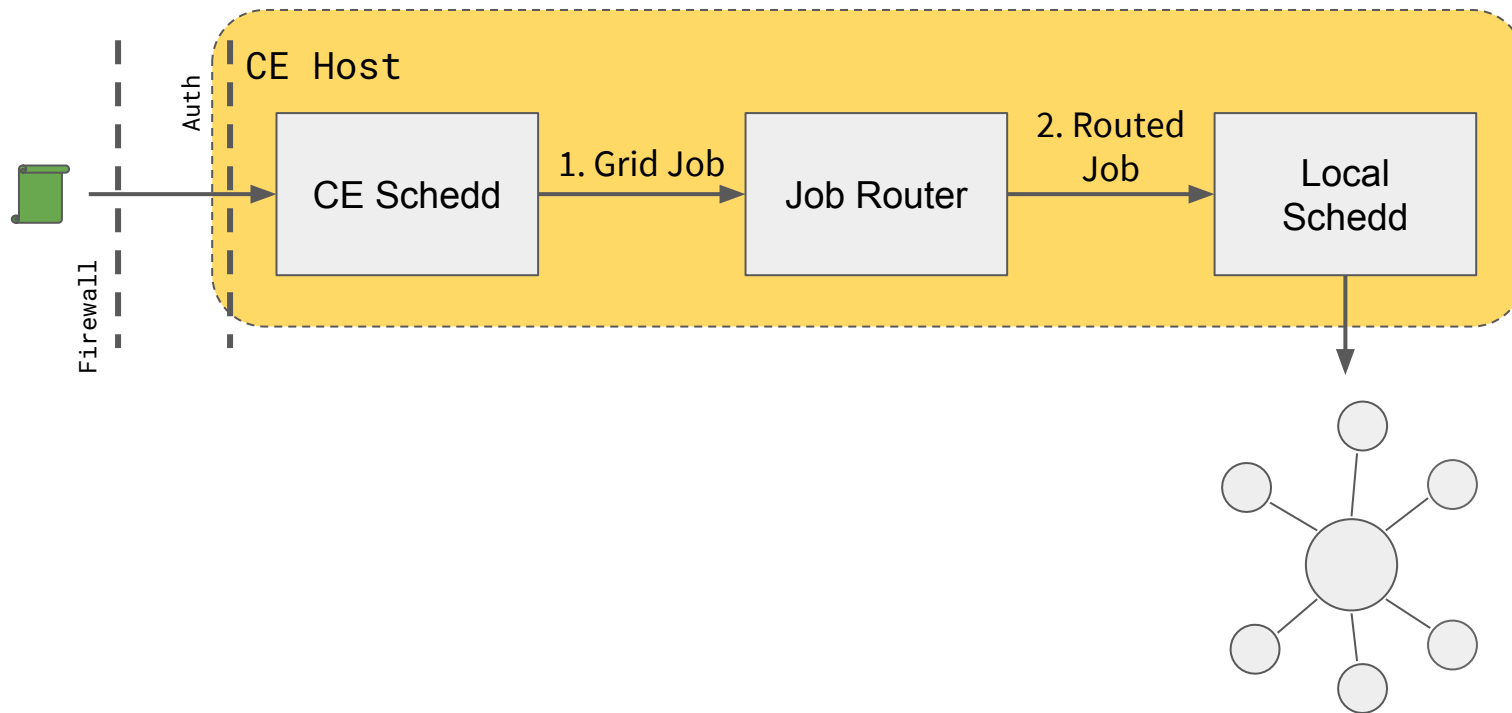 CE Host
Auth
Firewall
CE Schedd
1. Grid Job
Job Router
2. Routed
Job
Local
Schedd